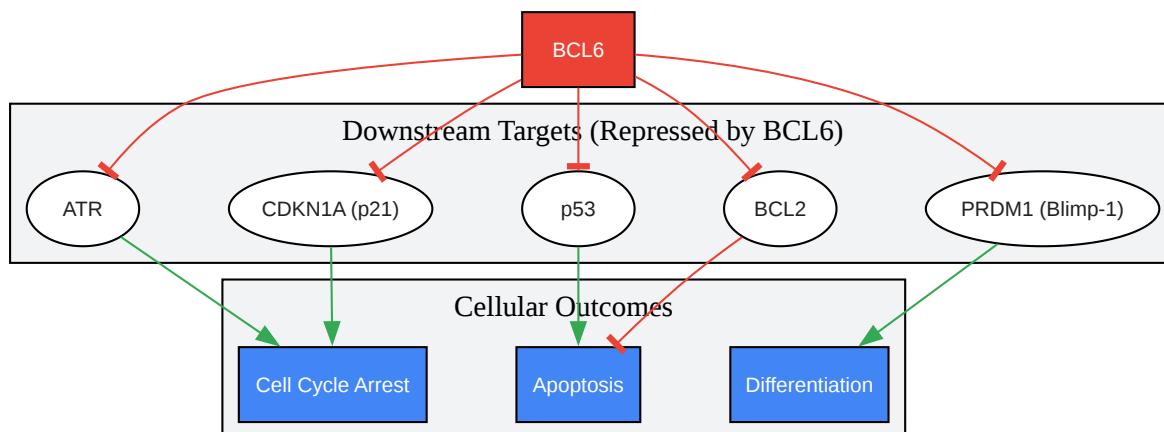 BCL6
Downstream Targets (Repressed by BCL6)
ATR
CDKN1A (p21)
p53
BCL2
PRDM1 (Blimp-1)
Cellular Outcomes
Cell Cycle Arrest
Apoptosis
Differentiation